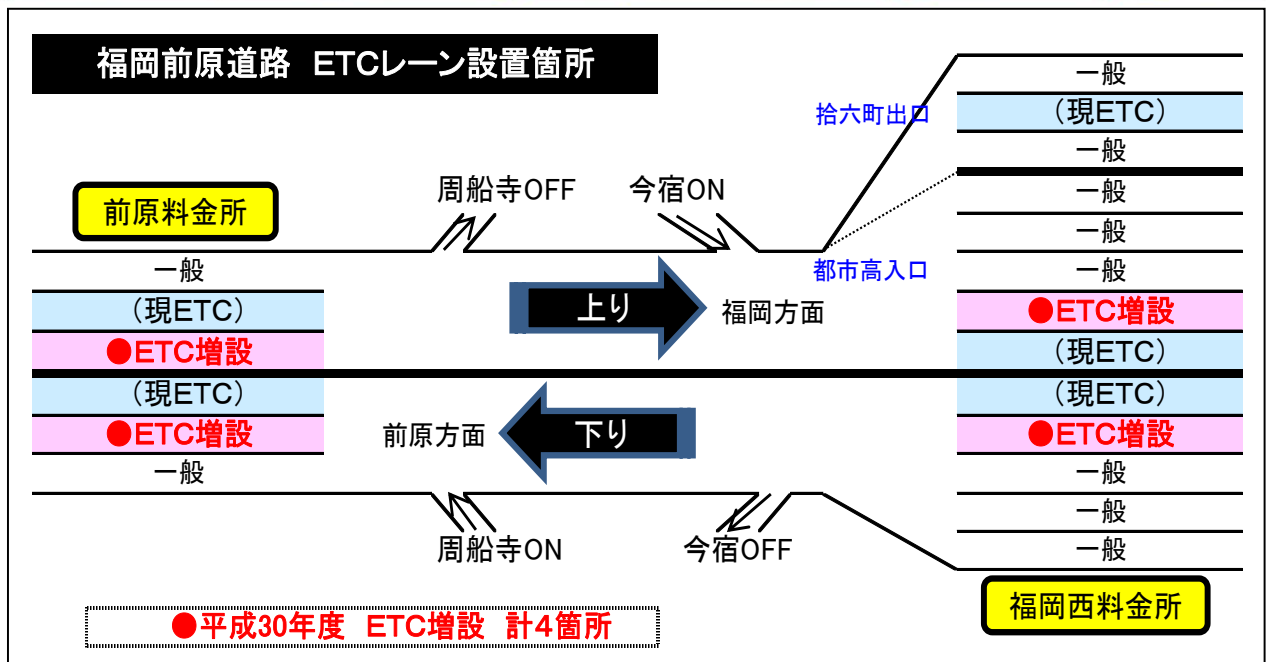 福岡前原道路 ETCレーン設置箇所
前原料金所
一般
（現ETC）
●ETC増設
（現ETC）
●ETC増設
一般
周船寺OFF
今宿ON
上り
福岡方面
前原方面
下り
周船寺ON
今宿OFF
拾六町出口
都市高入口
一般
（現ETC）
一般
一般
一般
一般
●ETC増設
（現ETC）
（現ETC）
●ETC増設
一般
一般
一般
福岡西料金所
●平成30年度 ETC増設 計4箇所